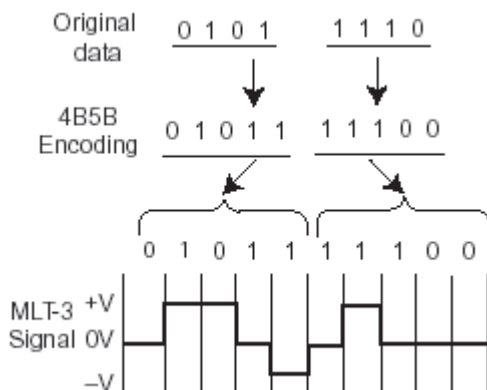 Original data
0 1 0 1
1 1 1 0
4B5B Encoding
0 1 0 1 1
1 1 1 0 0
0 1 0 1 1 1 1 1 0 0
MLT-3 Signal
+V
0V
–V